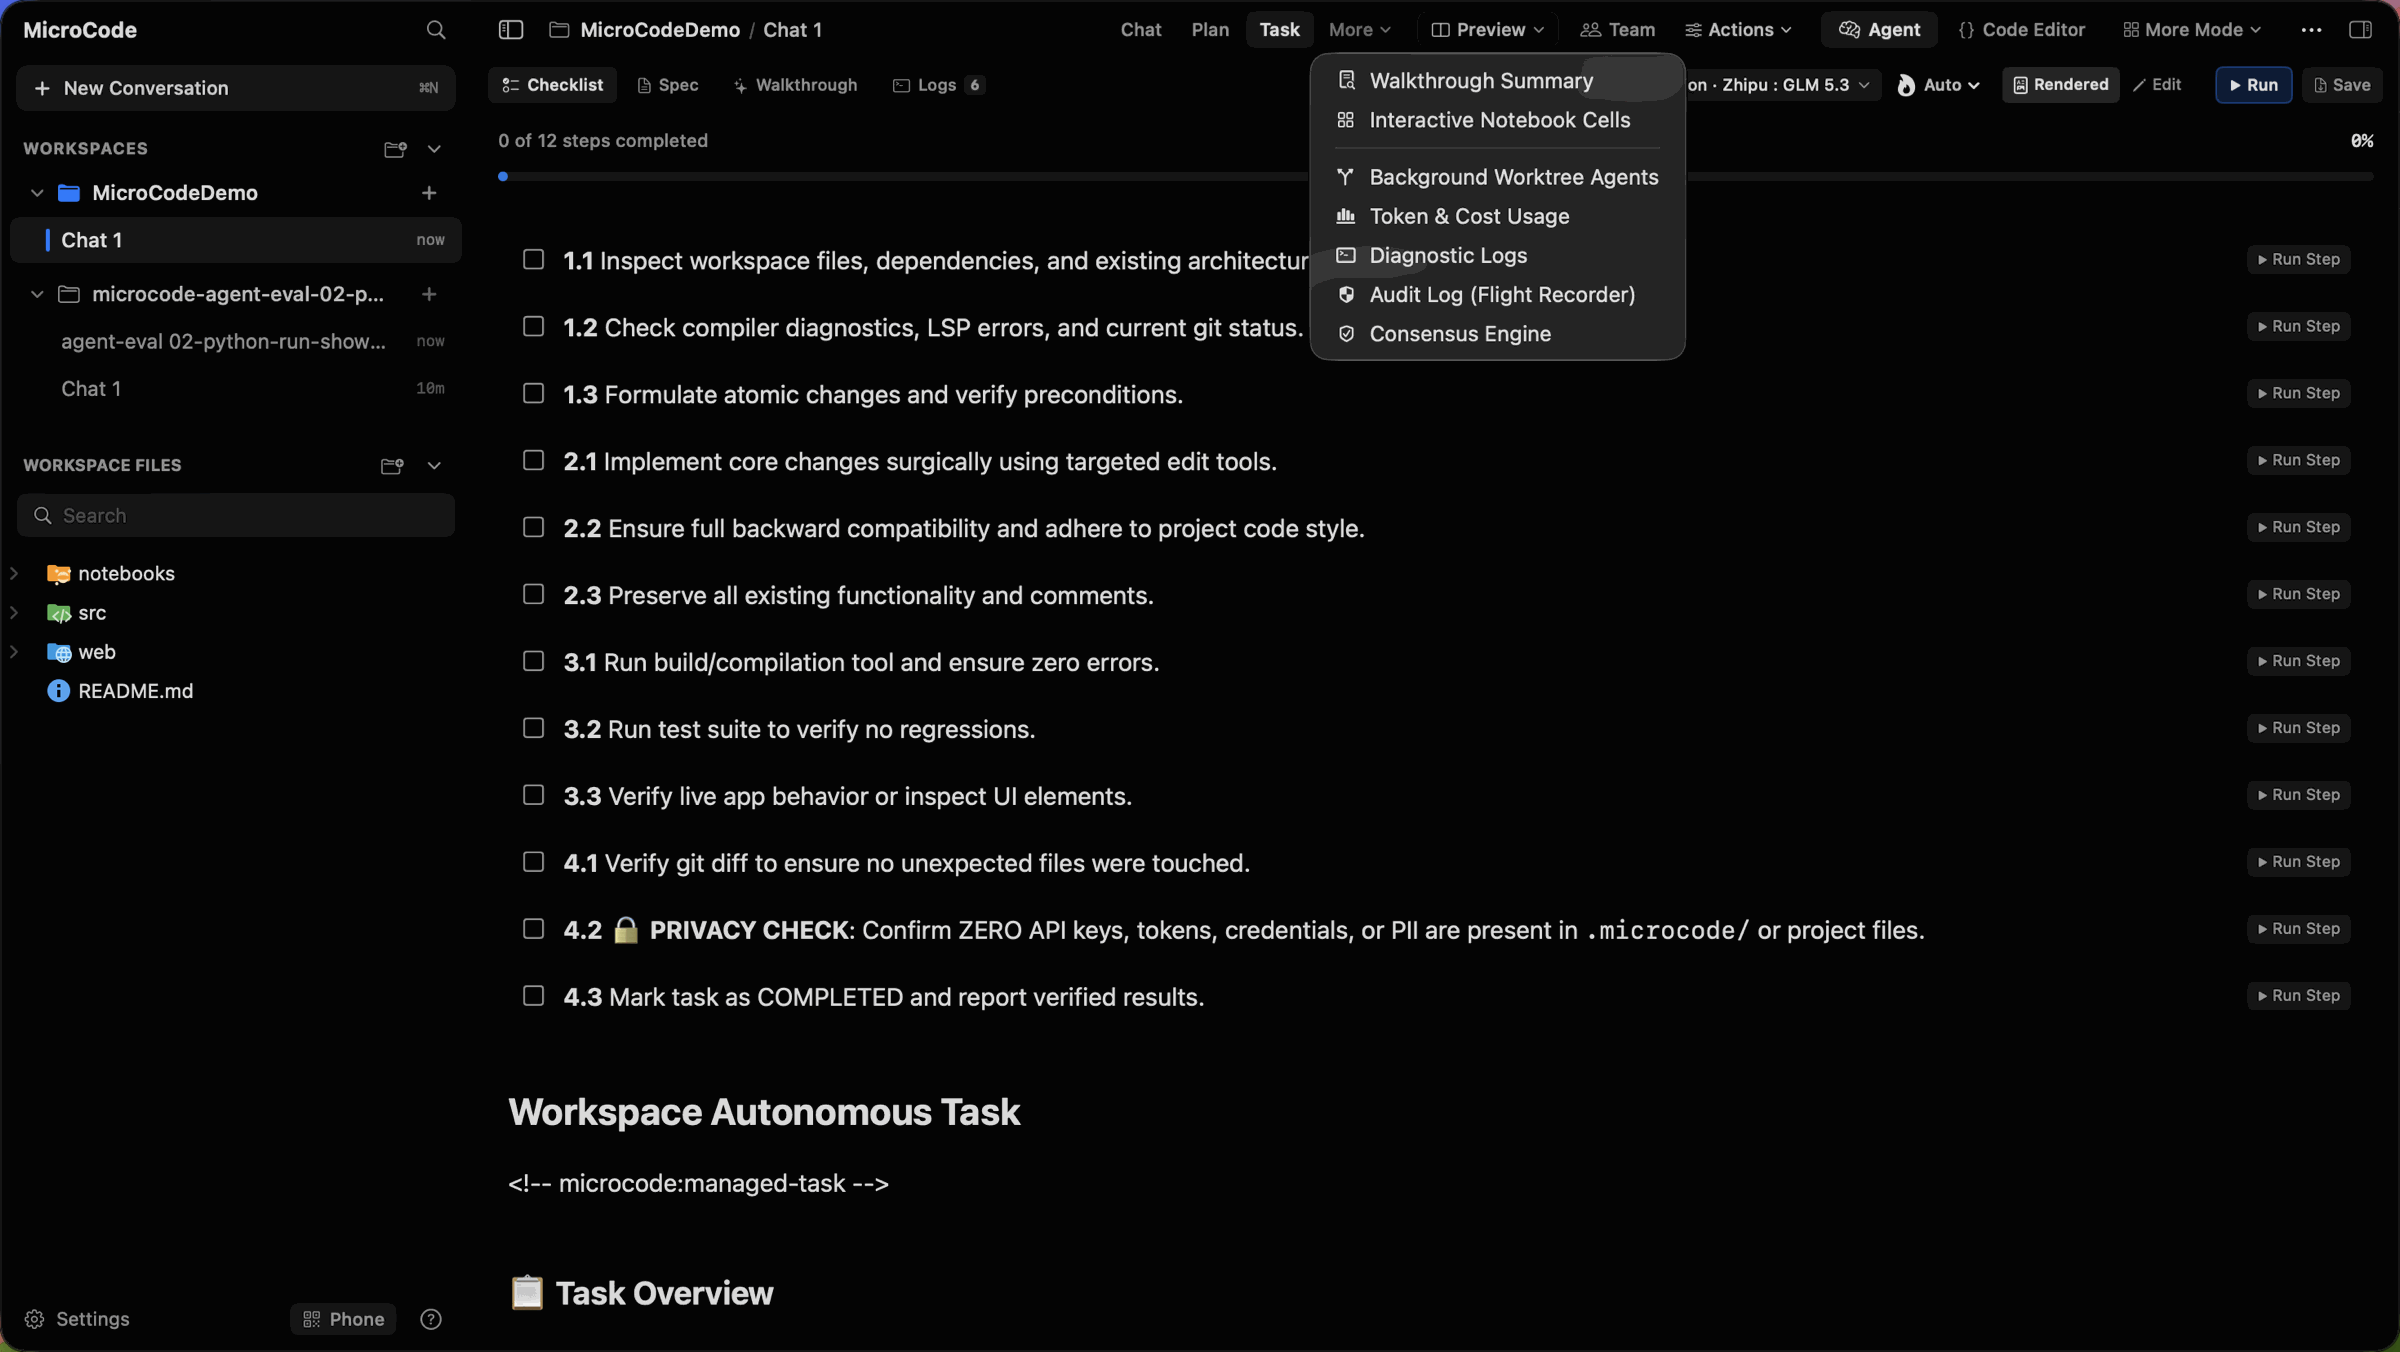 MicroCode
MicroCodeDemo / Chat 1
Chat
Plan
Task
More
Preview
Team
Actions
Agent
Code Editor
More Mode
New Conversation ⌘N
Checklist
Spec
Walkthrough
Logs 6
on · Zhipu : GLM 5.3
Auto
Rendered
Edit
Run
Save
Walkthrough Summary
Interactive Notebook Cells
Background Worktree Agents
Token & Cost Usage
Diagnostic Logs
Audit Log (Flight Recorder)
Consensus Engine
WORKSPACES
MicroCodeDemo
Chat 1 now
microcode-agent-eval-02-p...
agent-eval 02-python-run-show... now
Chat 1 10m
WORKSPACE FILES
Search
notebooks
src
web
README.md
Settings
Phone
0 of 12 steps completed 0%
1.1 Inspect workspace files, dependencies, and existing architectur Run Step
1.2 Check compiler diagnostics, LSP errors, and current git status. Run Step
1.3 Formulate atomic changes and verify preconditions. Run Step
2.1 Implement core changes surgically using targeted edit tools. Run Step
2.2 Ensure full backward compatibility and adhere to project code style. Run Step
2.3 Preserve all existing functionality and comments. Run Step
3.1 Run build/compilation tool and ensure zero errors. Run Step
3.2 Run test suite to verify no regressions. Run Step
3.3 Verify live app behavior or inspect UI elements. Run Step
4.1 Verify git diff to ensure no unexpected files were touched. Run Step
4.2 🔒 PRIVACY CHECK: Confirm ZERO API keys, tokens, credentials, or PII are present in .microcode/ or project files. Run Step
4.3 Mark task as COMPLETED and report verified results. Run Step
Workspace Autonomous Task
<!-- microcode:managed-task -->
📋 Task Overview